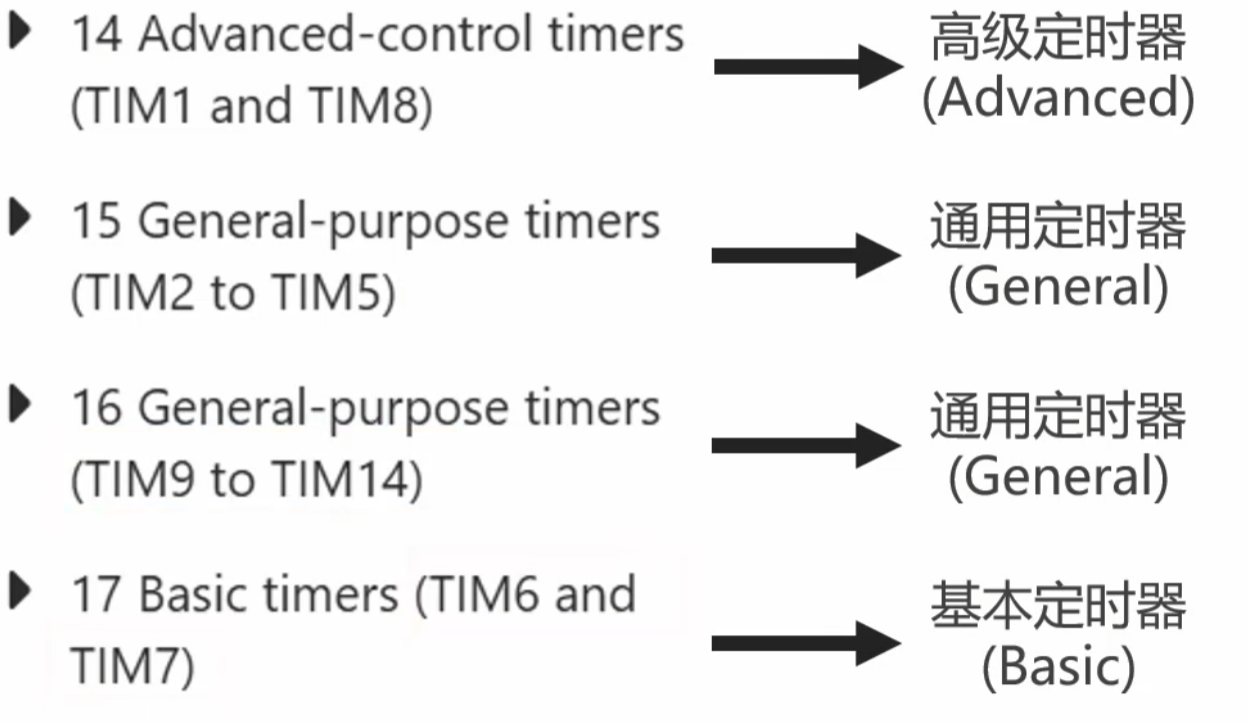 14 Advanced-control timers
(TIM1 and TIM8)
高级定时器
(Advanced)
15 General-purpose timers
(TIM2 to TIM5)
通用定时器
(General)
16 General-purpose timers
(TIM9 to TIM14)
通用定时器
(General)
17 Basic timers (TIM6 and
TIM7)
基本定时器
(Basic)